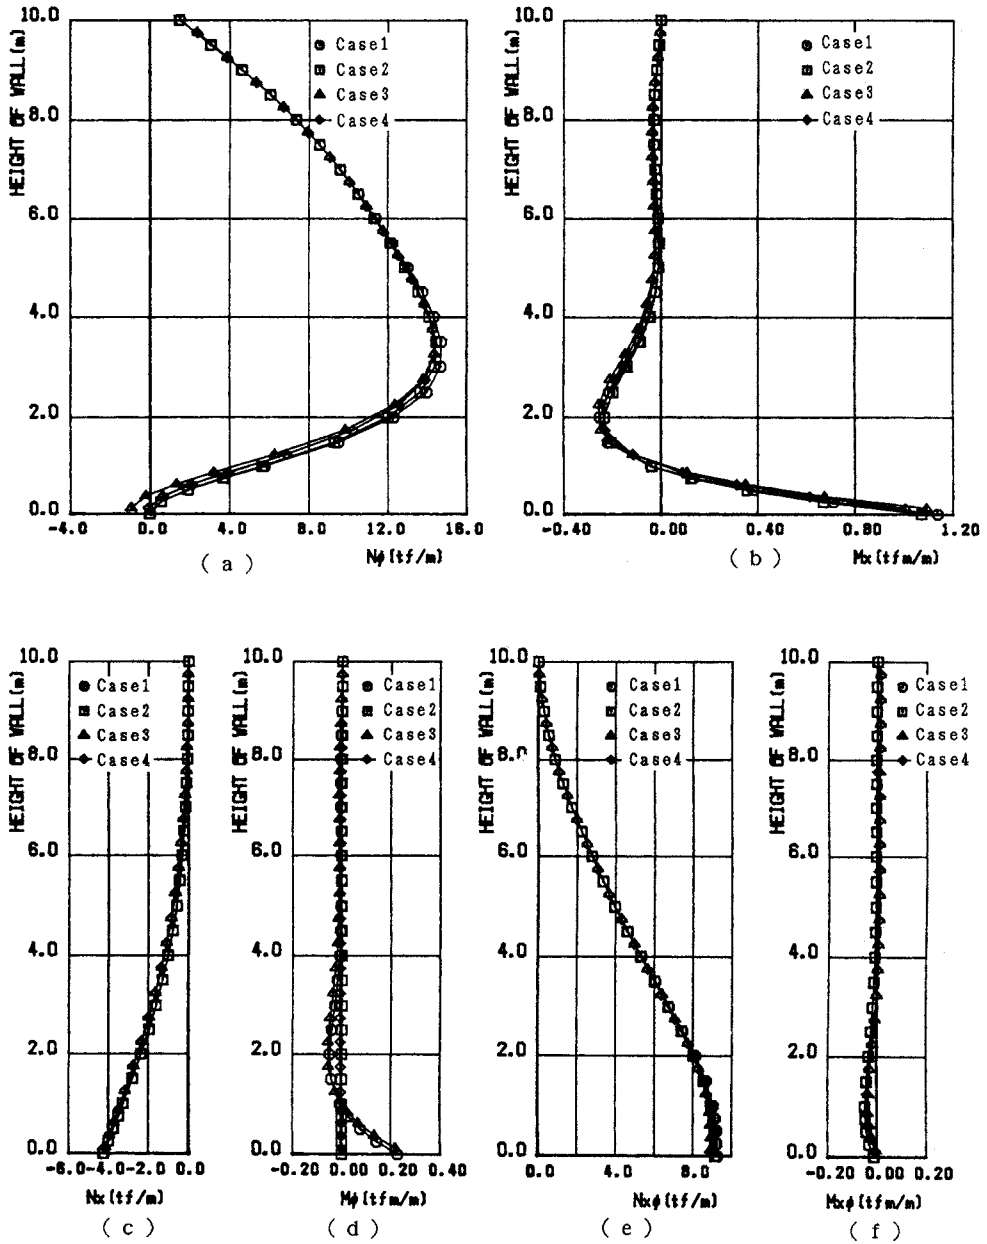 10.0
8.0
6.0
4.0
2.0
0.0
HEIGHT OF WALL(m)
Case1
Case2
Case3
Case4
-4.0 0.0 4.0 8.0 12.0 16.0
Nφ(tf/m)
( a )
10.0
8.0
6.0
4.0
2.0
0.0
HEIGHT OF WALL(m)
Case1
Case2
Case3
Case4
-0.40 0.00 0.40 0.80 1.20
Mx(tfm/m)
( b )
10.0
8.0
6.0
4.0
2.0
0.0
HEIGHT OF WALL(m)
Case1
Case2
Case3
Case4
-6.0-4.0-2.0 0.0
Nx(tf/m)
( c )
10.0
8.0
6.0
4.0
2.0
0.0
HEIGHT OF WALL(m)
Case1
Case2
Case3
Case4
-0.20 0.00 0.20 0.40
Mφ(tfm/m)
( d )
10.0
8.0
6.0
4.0
2.0
0.0
HEIGHT OF WALL(m)
Case1
Case2
Case3
Case4
0.0 4.0 8.0
Nxφ(tf/m)
( e )
10.0
8.0
6.0
4.0
2.0
0.0
HEIGHT OF WALL(m)
Case1
Case2
Case3
Case4
-0.20 0.00 0.20
Mxφ(tfm/m)
( f )